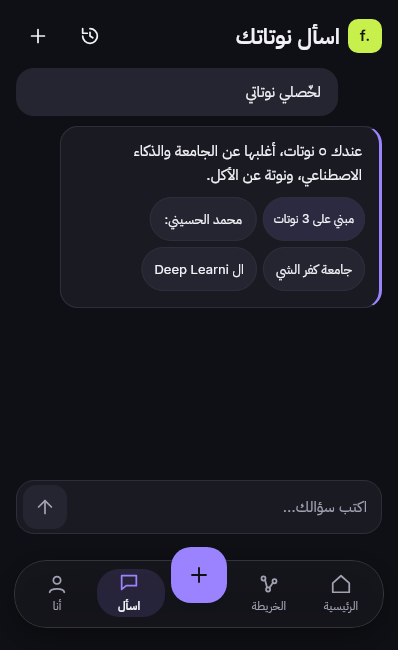 f.
اسأل نوتاتك
لخّصلي نوتاتي
عندك ٥ نوتات، أغلبها عن الجامعة والذكاء
الاصطناعي، ونوتة عن الأكل.
مبني على 3 نوتات
محمد الحسيني:
جامعة كفر الشي
ال Deep Learni
اكتب سؤالك...
الرئيسية
الخريطة
اسأل
أنا